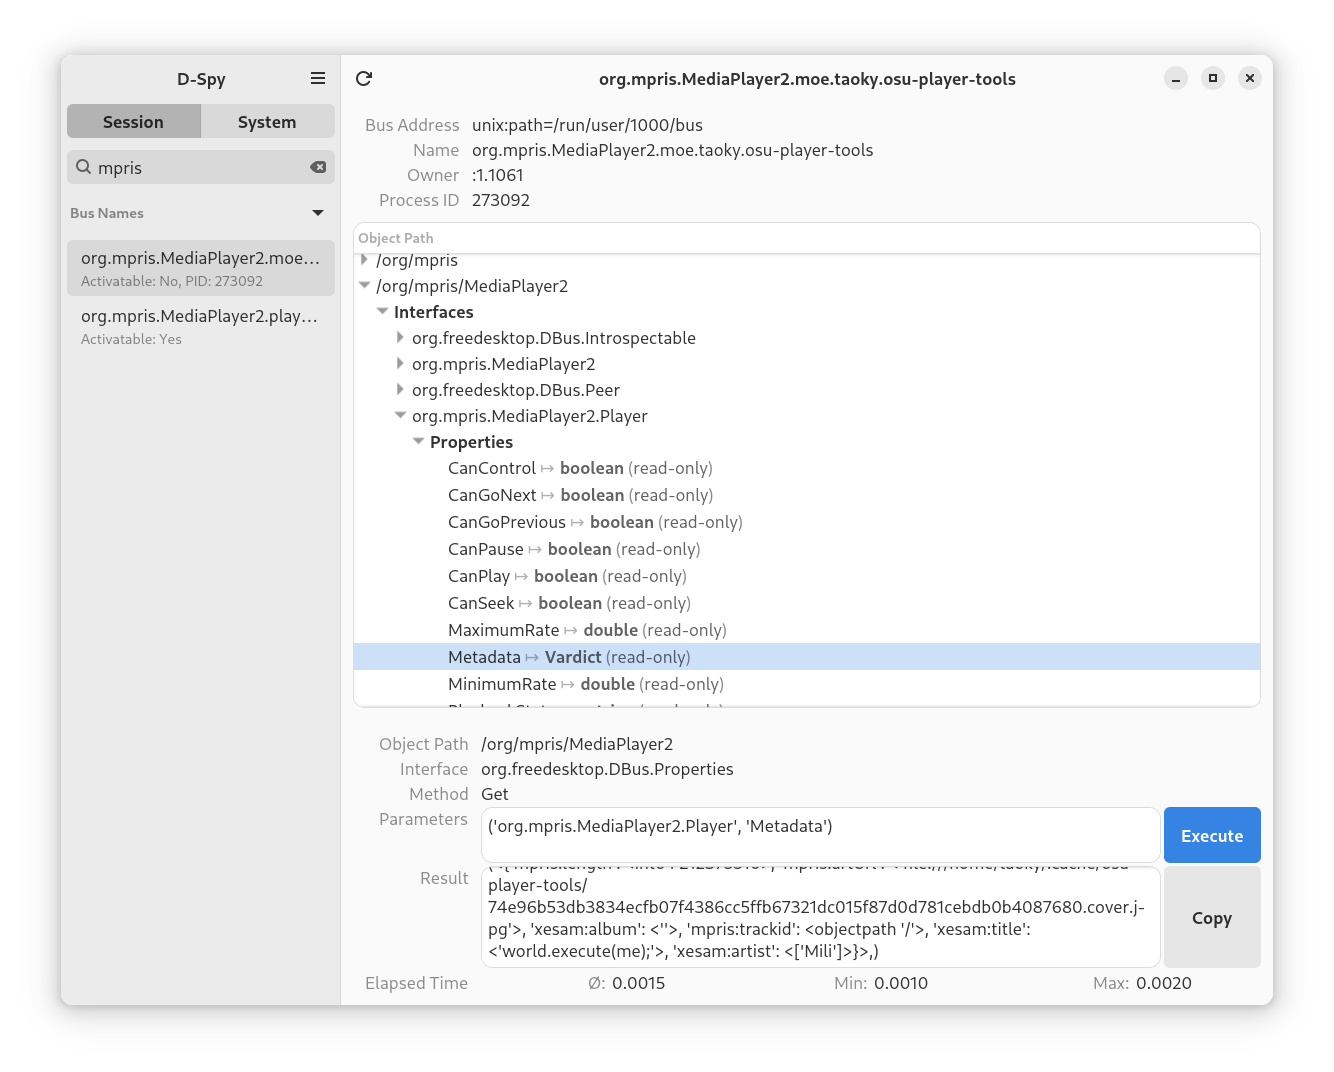 D-Spy
org.mpris.MediaPlayer2.moe.taoky.osu-player-tools
Session
System
mpris
Bus Names
org.mpris.MediaPlayer2.moe…
Activatable: No, PID: 273092
org.mpris.MediaPlayer2.play…
Activatable: Yes
Bus Address unix:path=/run/user/1000/bus
Name org.mpris.MediaPlayer2.moe.taoky.osu-player-tools
Owner :1.1061
Process ID 273092
Object Path
/org/mpris
/org/mpris/MediaPlayer2
Interfaces
org.freedesktop.DBus.Introspectable
org.mpris.MediaPlayer2
org.freedesktop.DBus.Peer
org.mpris.MediaPlayer2.Player
Properties
CanControl ↦ boolean (read-only)
CanGoNext ↦ boolean (read-only)
CanGoPrevious ↦ boolean (read-only)
CanPause ↦ boolean (read-only)
CanPlay ↦ boolean (read-only)
CanSeek ↦ boolean (read-only)
MaximumRate ↦ double (read-only)
Metadata ↦ Vardict (read-only)
MinimumRate ↦ double (read-only)
Object Path /org/mpris/MediaPlayer2
Interface org.freedesktop.DBus.Properties
Method Get
Parameters ('org.mpris.MediaPlayer2.Player', 'Metadata')
Execute
Result
player-tools/
74e96b53db3834ecfb07f4386cc5ffb67321dc015f87d0d781cebdb0b4087680.cover.j-
pg'>, 'xesam:album': <''>, 'mpris:trackid': <objectpath '/'>, 'xesam:title':
<'world.execute(me);'>, 'xesam:artist': <['Mili']>}>,)
Copy
Elapsed Time Ø: 0.0015 Min: 0.0010 Max: 0.0020